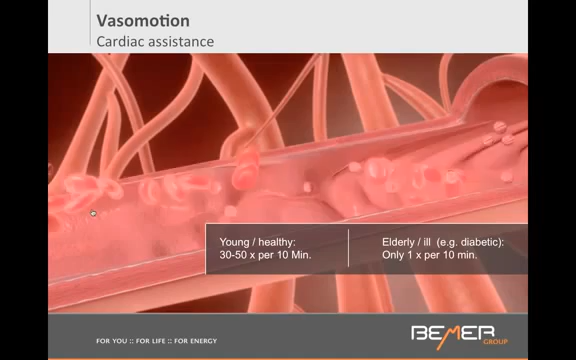 Vasomotion
Cardiac assistance
Young / healthy:
30-50 x per 10 Min.
Elderly / ill (e.g. diabetic):
Only 1 x per 10 min.
FOR YOU :: FOR LIFE :: FOR ENERGY
BEMER
GROUP